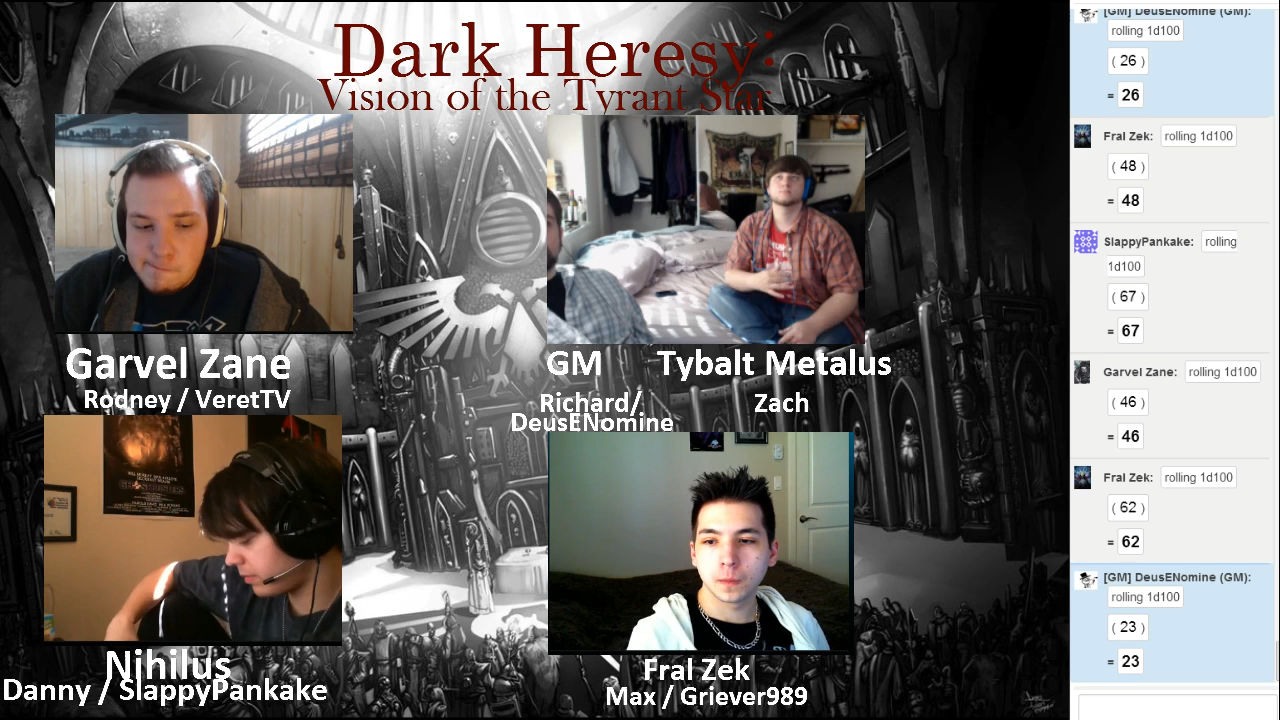 Dark Heresy:
Vision of the Tyrant Star
Garvel Zane
Rodney / VeretTV
GM
Tybalt Metalus
Richard/
DeusENomine
Zach
Nihilus
Danny / SlappyPankake
Fral Zek
Max / Griever989
[GM] DeusENomine (GM):
rolling 1d100
( 26 )
= 26
Fral Zek: rolling 1d100
( 48 )
= 48
SlappyPankake: rolling
1d100
( 67 )
= 67
Garvel Zane: rolling 1d100
( 46 )
= 46
Fral Zek: rolling 1d100
( 62 )
= 62
[GM] DeusENomine (GM):
rolling 1d100
( 23 )
= 23